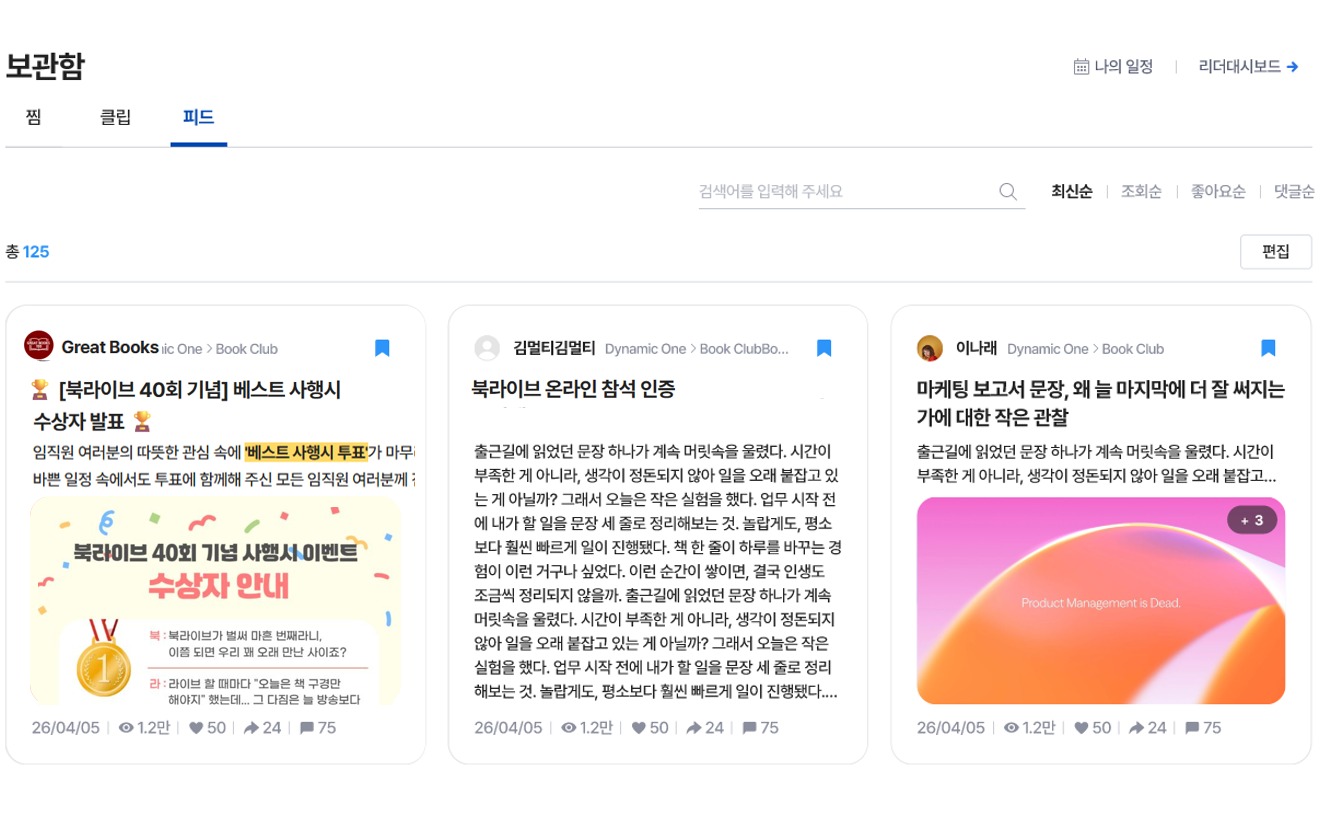 보관함
나의 일정 | 리더대시보드
찜 클립 피드
검색어를 입력해 주세요
최신순 | 조회순 | 좋아요순 | 댓글순
총 125
편집
Great Books ic One > Book Club
[북라이브 40회 기념] 베스트 사행시
수상자 발표
임직원 여러분의 따뜻한 관심 속에 '베스트 사행시 투표'가 마무
바쁜 일정 속에서도 투표에 함께해 주신 모든 임직원 여러분께
북라이브 40회 기념 사행시 이벤트
수상자 안내
1
북 : 북라이브가 벌써 마흔 번째라니,
이쯤 되면 우리 꽤 오래 만난 사이죠?
라 : 라이브 할 때마다 "오늘은 책 구경만
해야지" 했는데... 그 다짐은 늘 방송보다
26/04/05 | 1.2만 | 50 | 24 | 75
김멀티김멀티 Dynamic One > Book ClubBo...
북라이브 온라인 참석 인증
출근길에 읽었던 문장 하나가 계속 머릿속을 울렸다. 시간이
부족한 게 아니라, 생각이 정돈되지 않아 일을 오래 붙잡고 있
는 게 아닐까? 그래서 오늘은 작은 실험을 했다. 업무 시작 전
에 내가 할 일을 문장 세 줄로 정리해보는 것. 놀랍게도, 평소
보다 훨씬 빠르게 일이 진행됐다. 책 한 줄이 하루를 바꾸는 경
험이 이런 거구나 싶었다. 이런 순간이 쌓이면, 결국 인생도
조금씩 정리되지 않을까. 출근길에 읽었던 문장 하나가 계속
머릿속을 울렸다. 시간이 부족한 게 아니라, 생각이 정돈되지
않아 일을 오래 붙잡고 있는 게 아닐까? 그래서 오늘은 작은
실험을 했다. 업무 시작 전에 내가 할 일을 문장 세 줄로 정리
해보는 것. 놀랍게도, 평소보다 훨씬 빠르게 일이 진행됐다....
26/04/05 | 1.2만 | 50 | 24 | 75
이나래 Dynamic One > Book Club
마케팅 보고서 문장, 왜 늘 마지막에 더 잘 써지는
가에 대한 작은 관찰
출근길에 읽었던 문장 하나가 계속 머릿속을 울렸다. 시간이
부족한 게 아니라, 생각이 정돈되지 않아 일을 오래 붙잡고...
+ 3
Product Management is Dead.
26/04/05 | 1.2만 | 50 | 24 | 75